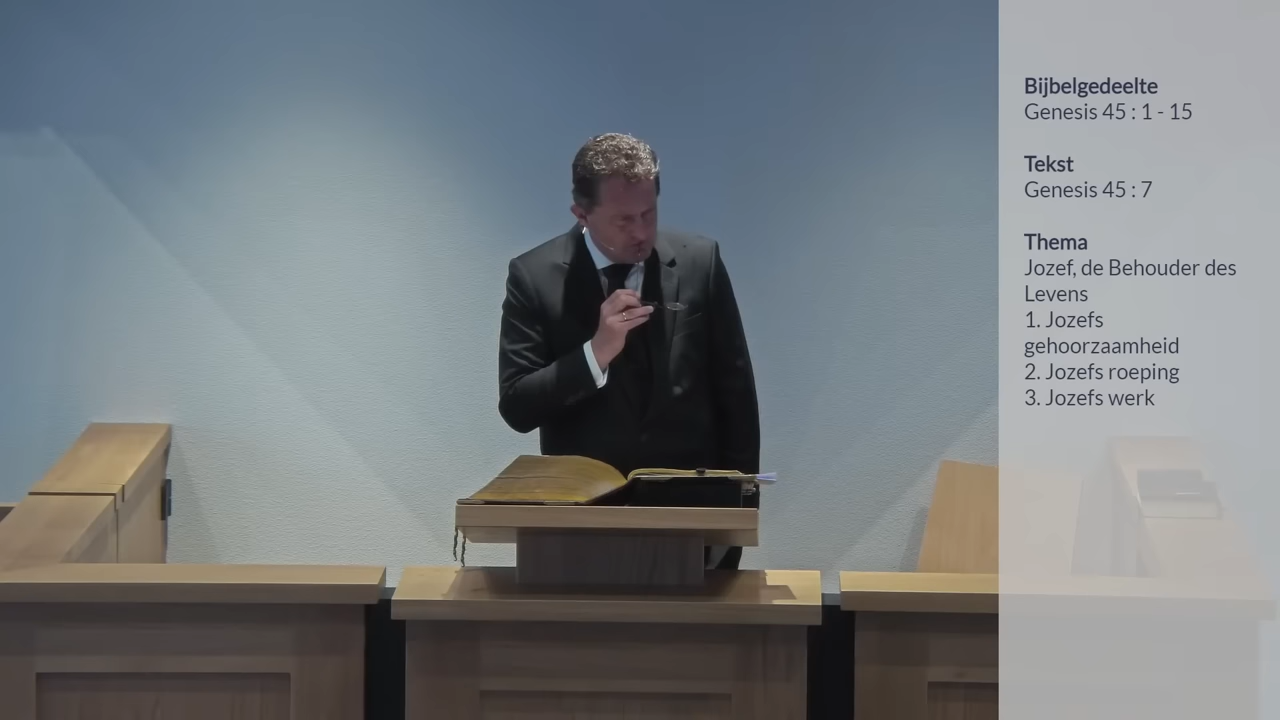 Bijbelgedeelte
Genesis 45 : 1 - 15
Tekst
Genesis 45 : 7
Thema
Jozef, de Behouder des
Levens
1. Jozefs
gehoorzaamheid
2. Jozefs roeping
3. Jozefs werk